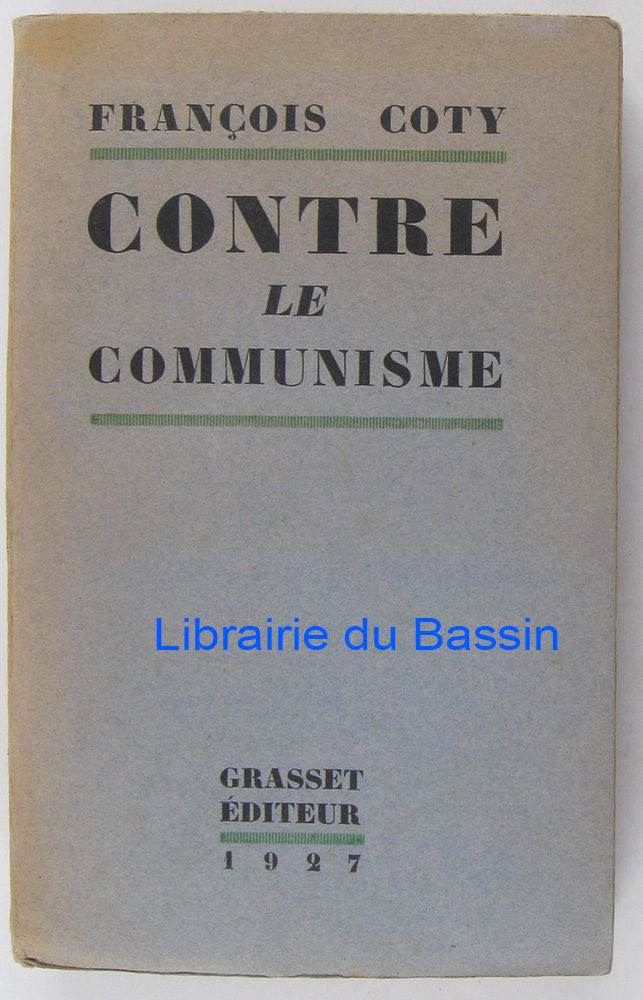 FRANÇOIS COTY
CONTRE
LE
COMMUNISME
Librairie du Bassin
GRASSET
ÉDITEUR
1927